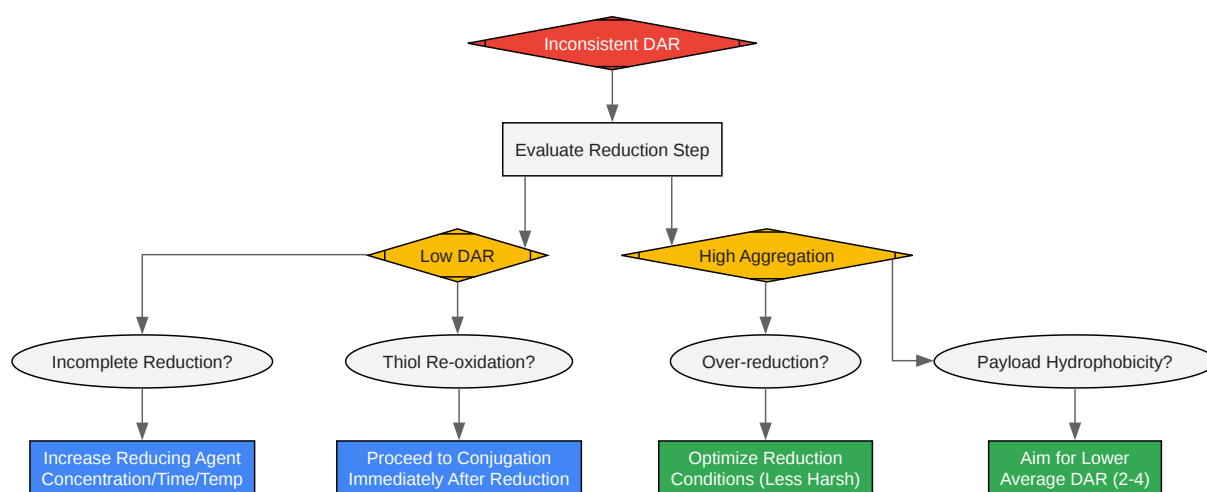 Inconsistent DAR
Evaluate Reduction Step
Low DAR
High Aggregation
Incomplete Reduction?
Thiol Re-oxidation?
Over-reduction?
Payload Hydrophobicity?
Increase Reducing Agent
Concentration/Time/Temp
Proceed to Conjugation
Immediately After Reduction
Optimize Reduction
Conditions (Less Harsh)
Aim for Lower
Average DAR (2-4)